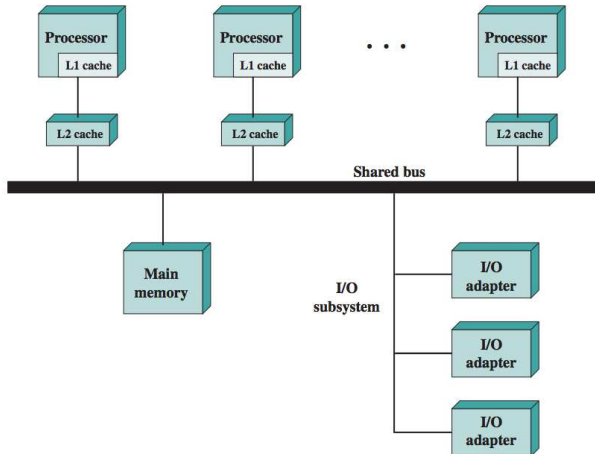 Processor
L1 cache
Processor
L1 cache
. . .
Processor
L1 cache
L2 cache
L2 cache
L2 cache
Shared bus
Main
memory
I/O
subsystem
I/O
adapter
I/O
adapter
I/O
adapter